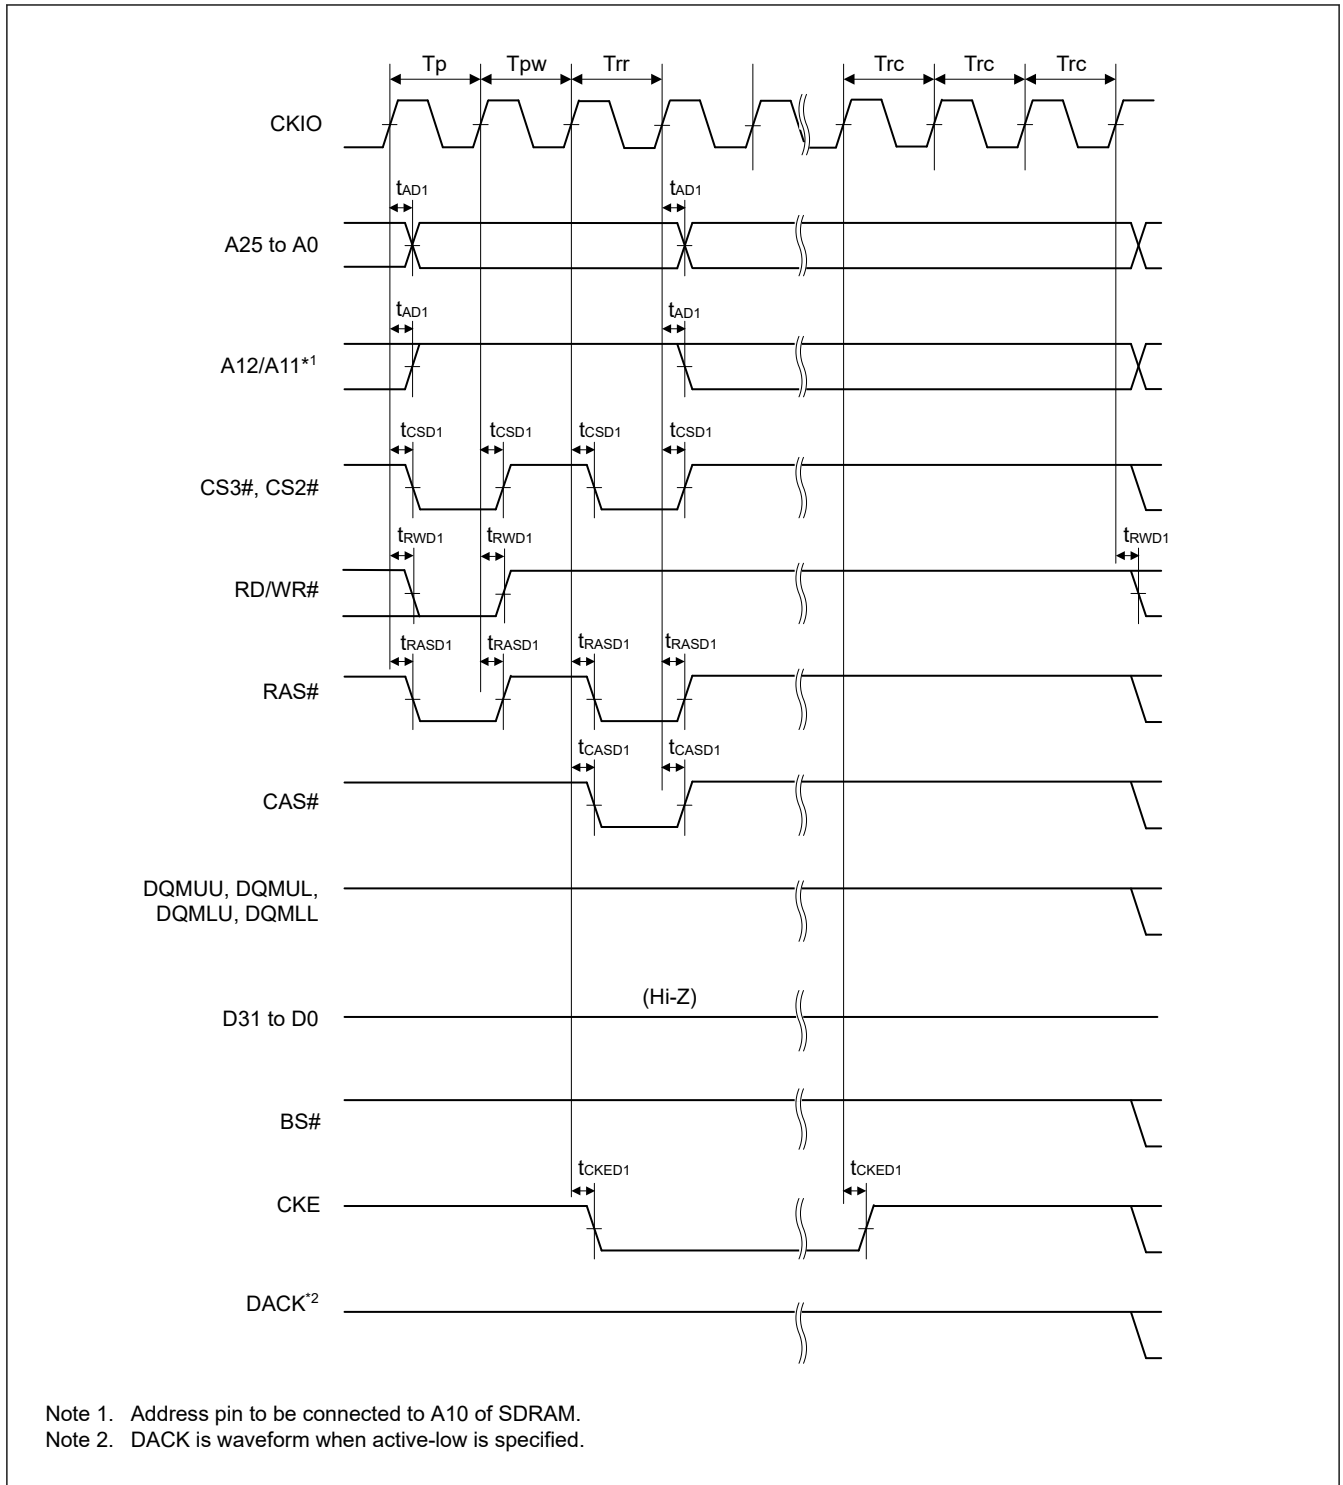 Tp Tpw Trr Trc Trc Trc
CKIO
tAD1 tAD1
A25 to A0
tAD1 tAD1
A12/A11*1
tCSD1 tCSD1 tCSD1 tCSD1
CS3#, CS2#
tRWD1 tRWD1 tRWD1
RD/WR#
tRASD1 tRASD1 tRASD1 tRASD1
RAS#
tCASD1 tCASD1
CAS#
DQMUU, DQMUL,
DQMLU, DQMLL
(Hi-Z)
D31 to D0
BS#
tCKED1 tCKED1
CKE
DACK*2
Note 1. Address pin to be connected to A10 of SDRAM.
Note 2. DACK is waveform when active-low is specified.